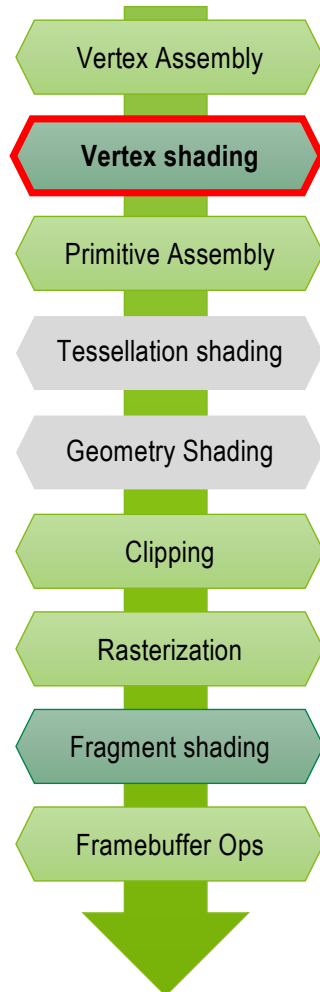 Vertex Assembly
Vertex shading
Primitive Assembly
Tessellation shading
Geometry Shading
Clipping
Rasterization
Fragment shading
Framebuffer Ops